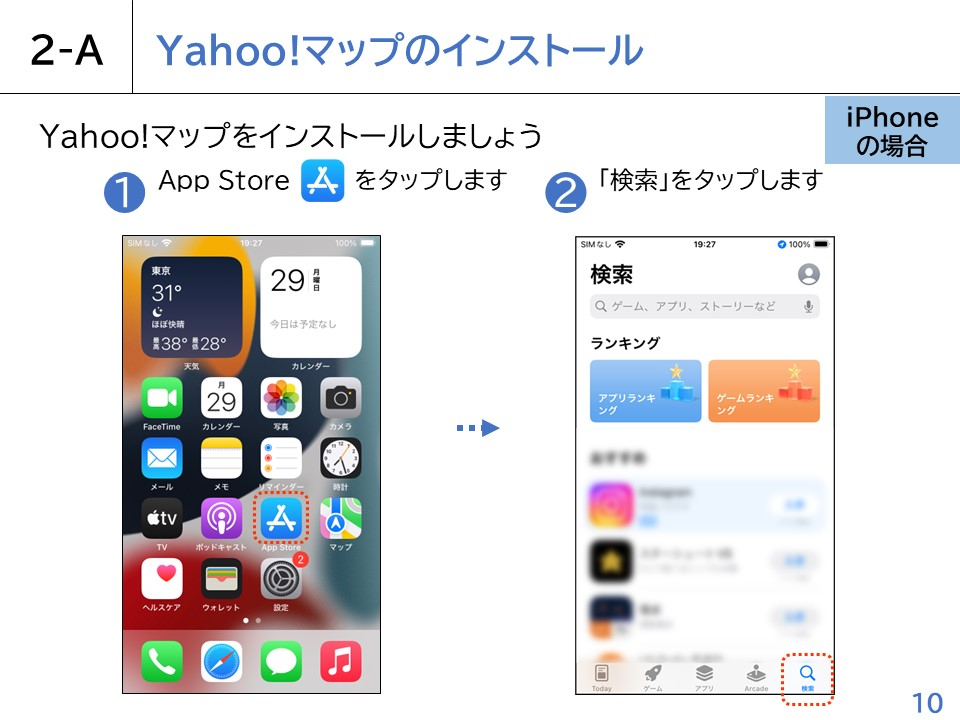 2-A
Yahoo!マップのインストール
iPhone
の場合
Yahoo!マップをインストールしましょう
1
App Store をタップします
2
「検索」をタップします
SIMなし 19:27 100%
東京
31°
ほぼ快晴
最高38° 最低28°
天気
29 月曜日
今日は予定なし
カレンダー
月
29
FaceTime カレンダー 写真 カメラ
メール メモ リマインダー 時計
tv
TV ポッドキャスト App Store マップ
2
ヘルスケア ウォレット 設定
SIMなし 19:27 100%
検索
ゲーム、アプリ、ストーリーなど
ランキング
アプリランキ
ング
ゲームランキ
ング
おすすめ
Instagram
Today ゲーム アプリ Arcade 検索
10